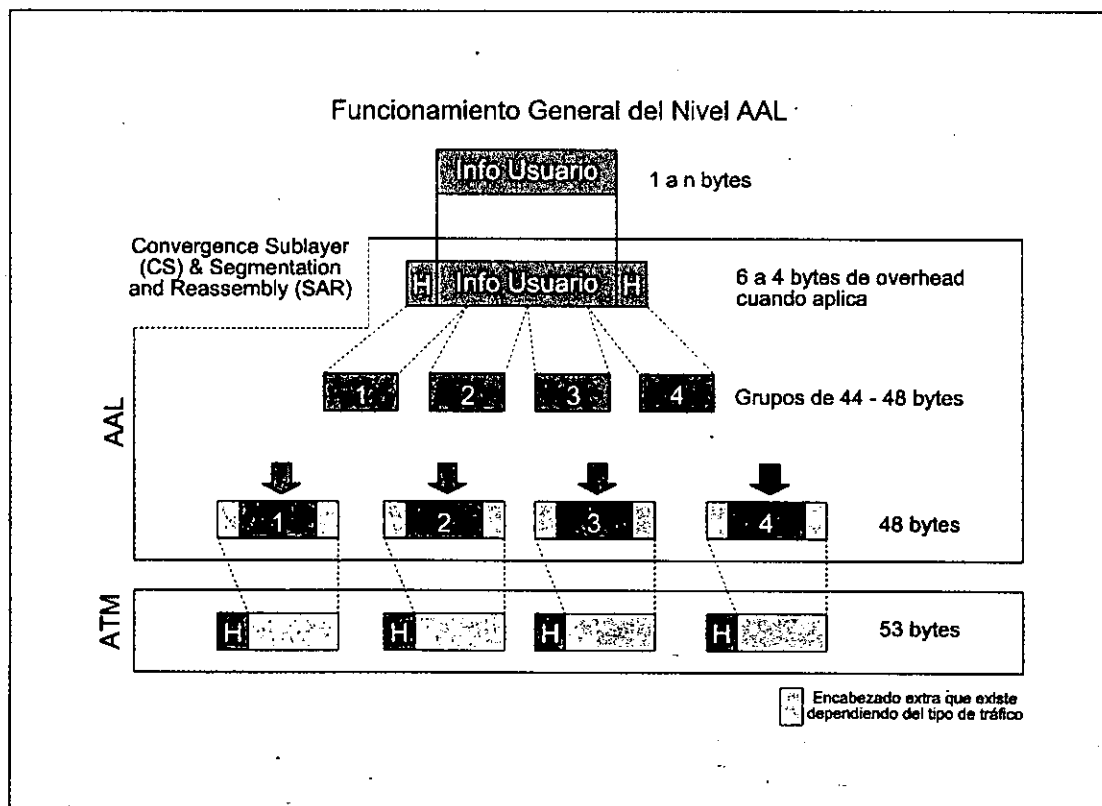 Funcionamiento General del Nivel AAL
Info Usuario
1 a n bytes
Convergence Sublayer
(CS) & Segmentation
and Reassembly (SAR)
H Info Usuario H
6 a 4 bytes de overhead
cuando aplica
1 2 3 4
Grupos de 44 - 48 bytes
AAL
1 2 3 4
48 bytes
ATM
H H H H
53 bytes
Encabezado extra que existe
dependiendo del tipo de tráfico